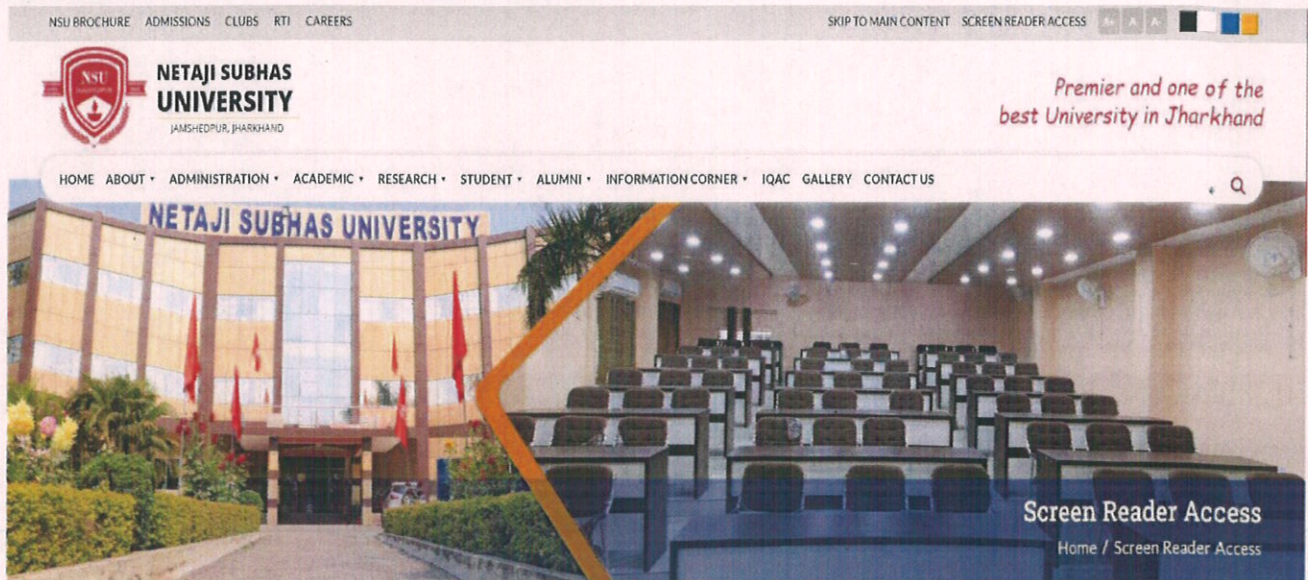 NSU BROCHURE ADMISSIONS CLUBS RTI CAREERS
SKIP TO MAIN CONTENT SCREEN READER ACCESS A+ A A-
NSU
NETAJI SUBHAS
UNIVERSITY
JAMSHEDPUR, JHARKHAND
Premier and one of the
best University in Jharkhand
HOME ABOUT ADMINISTRATION ACADEMIC RESEARCH STUDENT ALUMNI INFORMATION CORNER IQAC GALLERY CONTACT US
NETAJI SUBHAS UNIVERSITY
Screen Reader Access
Home / Screen Reader Access